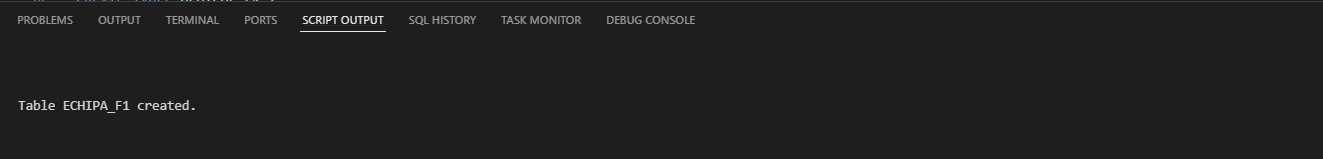 PROBLEMS OUTPUT TERMINAL PORTS SCRIPT OUTPUT SQL HISTORY TASK MONITOR DEBUG CONSOLE
Table ECHIPA_F1 created.